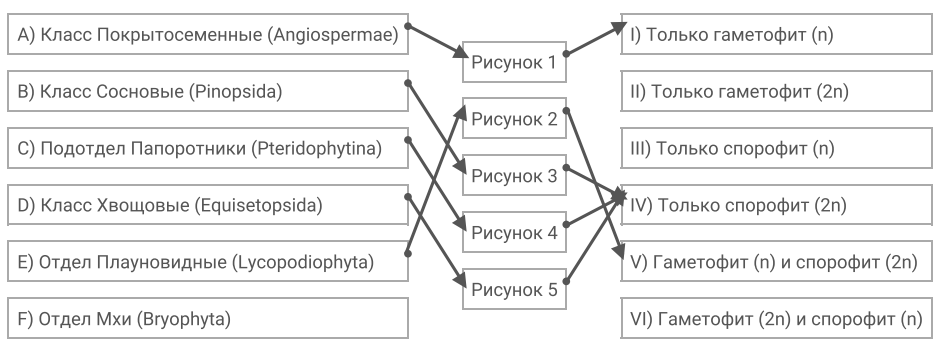 A) Класс Покрытосеменные (Angiospermae)
B) Класс Сосновые (Pinopsida)
C) Подотдел Папоротники (Pteridophytina)
D) Класс Хвощовые (Equisetopsida)
E) Отдел Плауновидные (Lycopodiophyta)
F) Отдел Мхи (Bryophyta)
Рисунок 1
Рисунок 2
Рисунок 3
Рисунок 4
Рисунок 5
I) Только гаметофит (n)
II) Только гаметофит (2n)
III) Только спорофит (n)
IV) Только спорофит (2n)
V) Гаметофит (n) и спорофит (2n)
VI) Гаметофит (2n) и спорофит (n)